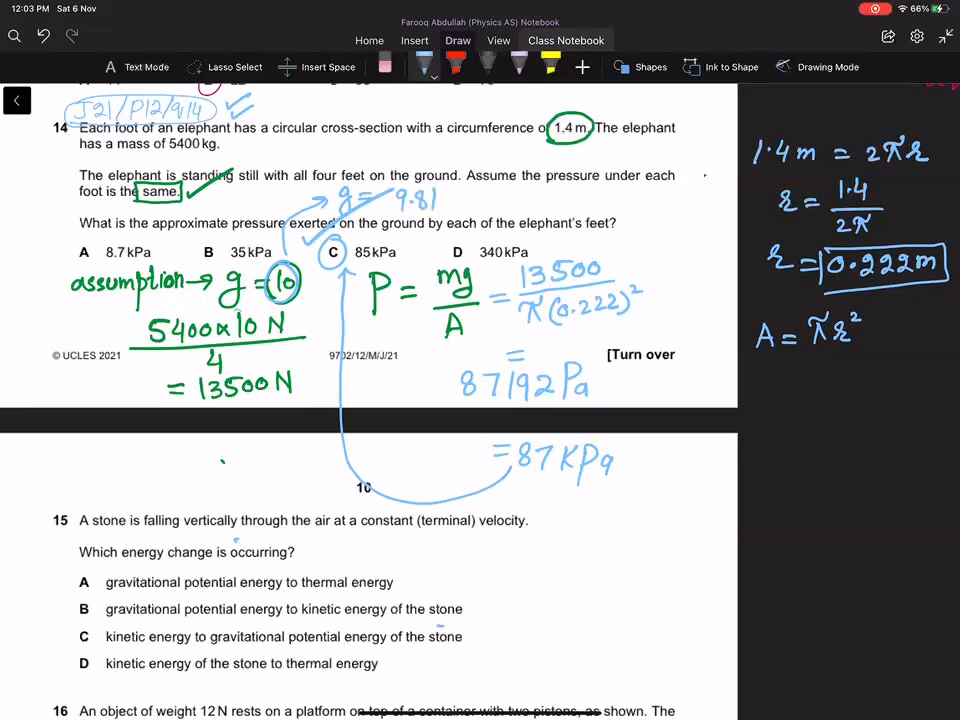 12:03 PM Sat 6 Nov
66%
Farooq Abdullah (Physics AS) Notebook
Home Insert Draw View Class Notebook
Text Mode Lasso Select Insert Space Shapes Ink to Shape Drawing Mode
J21/P12/q14
14 Each foot of an elephant has a circular cross-section with a circumference of 1.4 m. The elephant
has a mass of 5400 kg.
The elephant is standing still with all four feet on the ground. Assume the pressure under each
foot is the same.
g = 9.81
What is the approximate pressure exerted on the ground by each of the elephant's feet?
A 8.7 kPa B 35 kPa C 85 kPa D 340 kPa
assumption → g = 10
5400 x 10 N
4
= 13500 N
P = mg
A
= 13500
π(0.222)²
=
87192 Pa
= 87 KPa
1.4 m = 2πr
r = 1.4
2π
r = 0.222m
A = πr²
© UCLES 2021 9702/12/M/J/21 [Turn over
10
15 A stone is falling vertically through the air at a constant (terminal) velocity.
Which energy change is occurring?
A gravitational potential energy to thermal energy
B gravitational potential energy to kinetic energy of the stone
C kinetic energy to gravitational potential energy of the stone
D kinetic energy of the stone to thermal energy
16 An object of weight 12 N rests on a platform on top of a container with two pistons, as shown. The